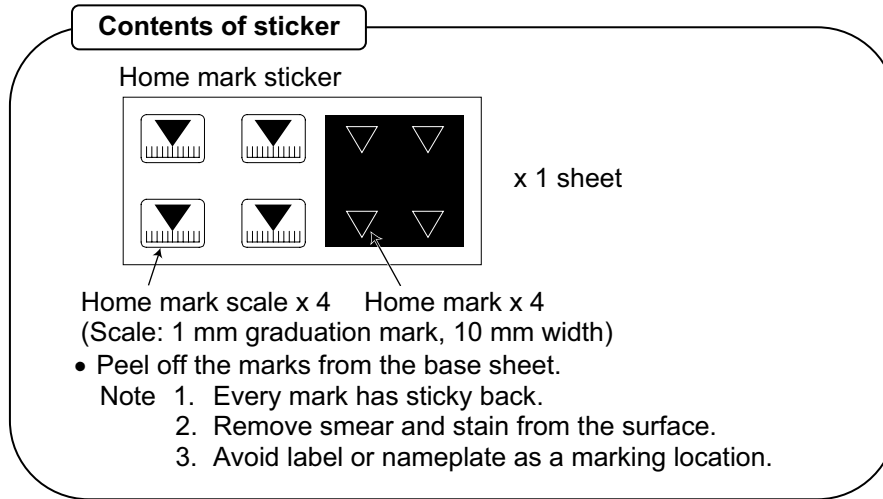 Contents of sticker
Home mark sticker
x 1 sheet
Home mark scale x 4 Home mark x 4
(Scale: 1 mm graduation mark, 10 mm width)
• Peel off the marks from the base sheet.
Note 1. Every mark has sticky back.
2. Remove smear and stain from the surface.
3. Avoid label or nameplate as a marking location.